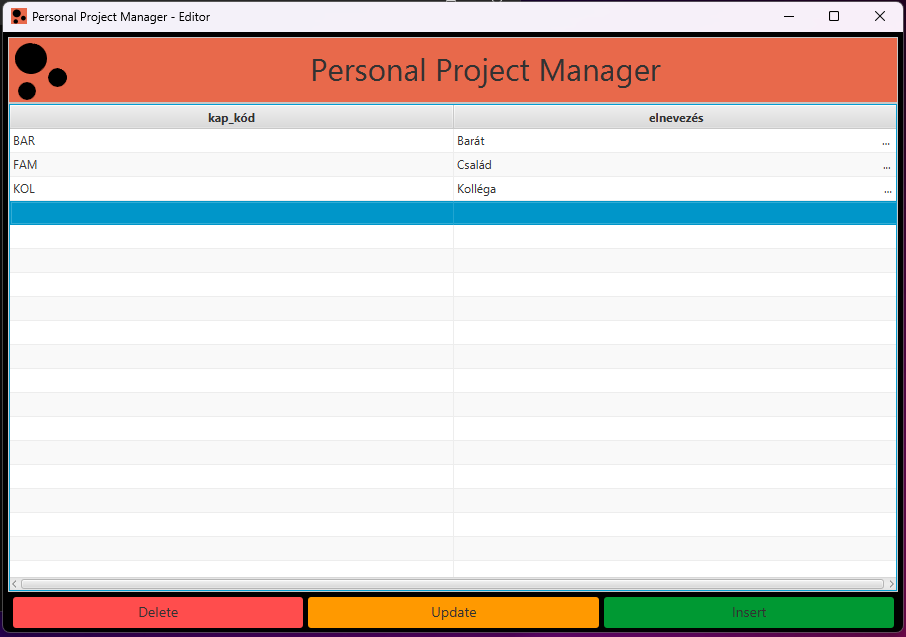 Personal Project Manager - Editor
Personal Project Manager
kap_kód elnevezés
BAR Barát ...
FAM Család ...
KOL Kolléga ...
Delete Update Insert